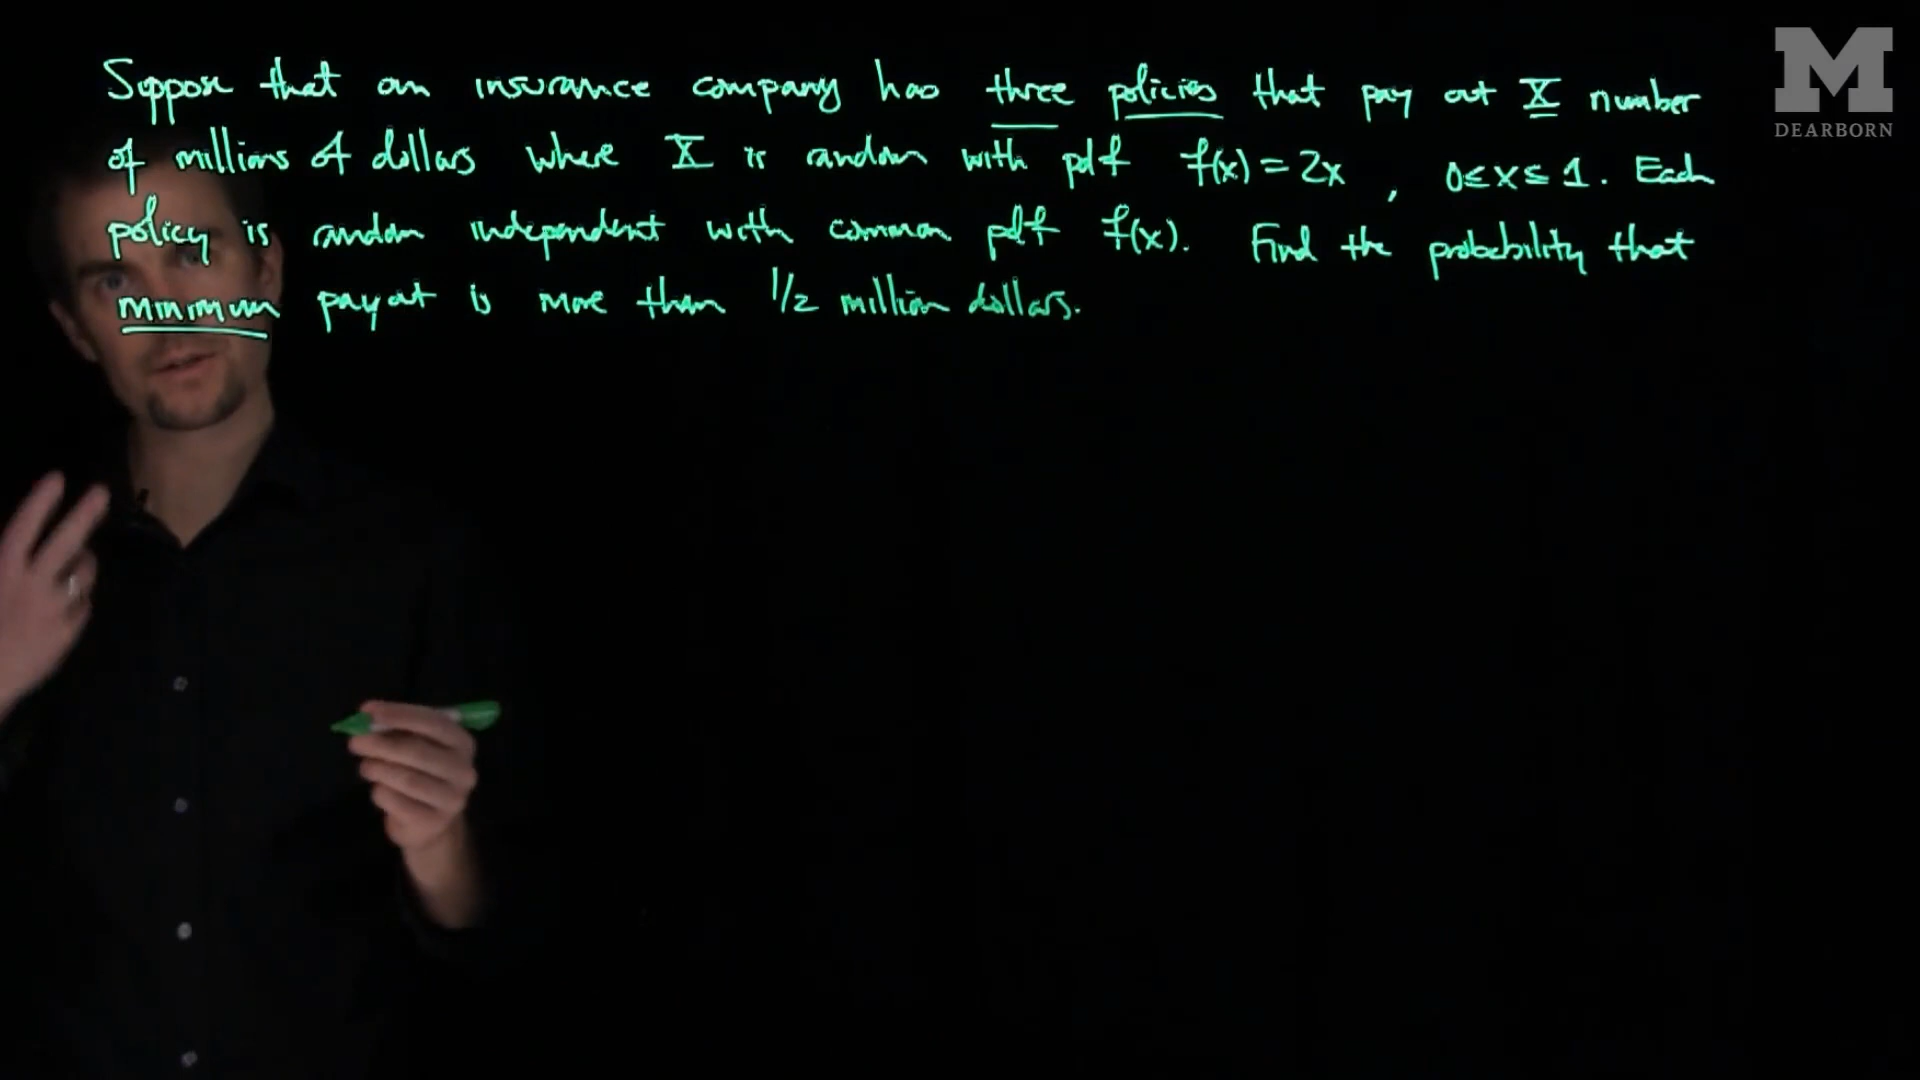 Suppose that an insurance company has three policies that pay out X number
of millions of dollars where X is random with pdf f(x) = 2x , 0≤x≤1. Each
policy is random independent with common pdf f(x). Find the probability that
minimum payout is more than 1/2 million dollars.
M
DEARBORN